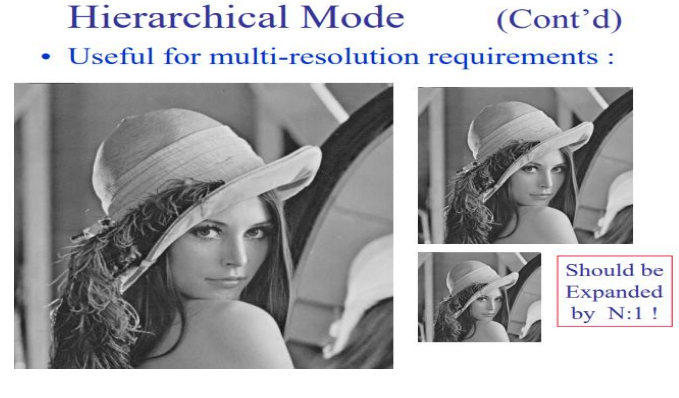 Hierarchical Mode (Cont’d)
• Useful for multi-resolution requirements :
Should be
Expanded
by N:1 !